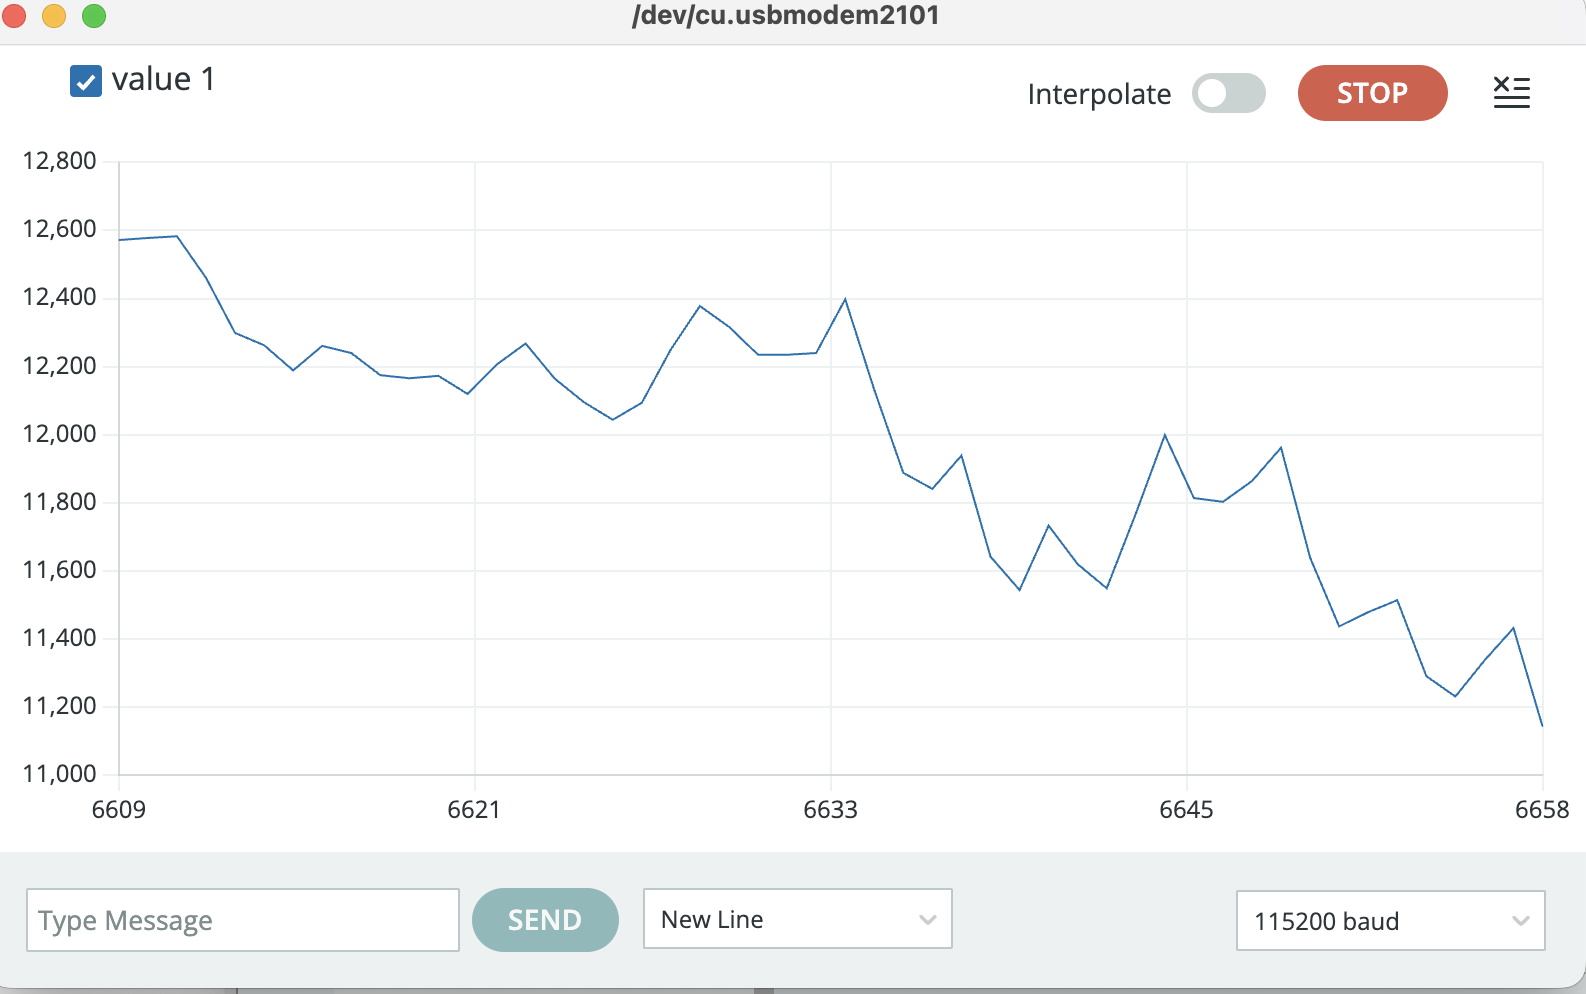 /dev/cu.usbmodem2101
value 1
Interpolate
STOP
12,800
12,600
12,400
12,200
12,000
11,800
11,600
11,400
11,200
11,000
6609 6621 6633 6645 6658
Type Message
SEND
New Line
115200 baud